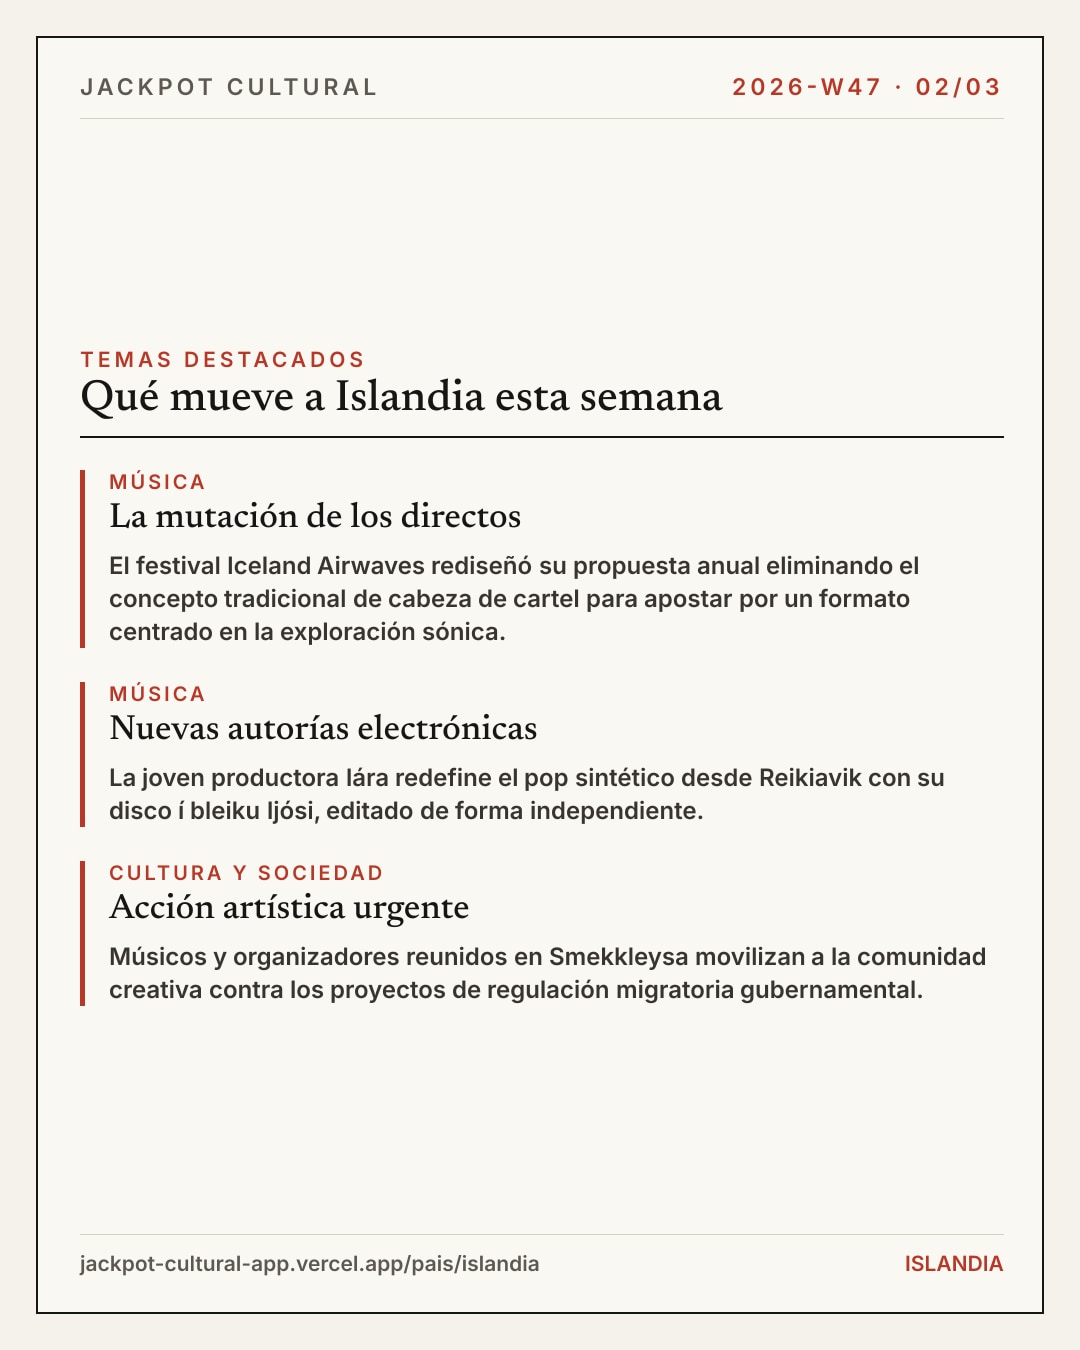 JACKPOT CULTURAL
2026-W47 · 02/03
TEMAS DESTACADOS
Qué mueve a Islandia esta semana
MÚSICA
La mutación de los directos
El festival Iceland Airwaves rediseñó su propuesta anual eliminando el
concepto tradicional de cabeza de cartel para apostar por un formato
centrado en la exploración sónica.
MÚSICA
Nuevas autorías electrónicas
La joven productora lára redefine el pop sintético desde Reikiavik con su
disco í bleiku ljósi, editado de forma independiente.
CULTURA Y SOCIEDAD
Acción artística urgente
Músicos y organizadores reunidos en Smekkleysa movilizan a la comunidad
creativa contra los proyectos de regulación migratoria gubernamental.
jackpot-cultural-app.vercel.app/pais/islandia
ISLANDIA